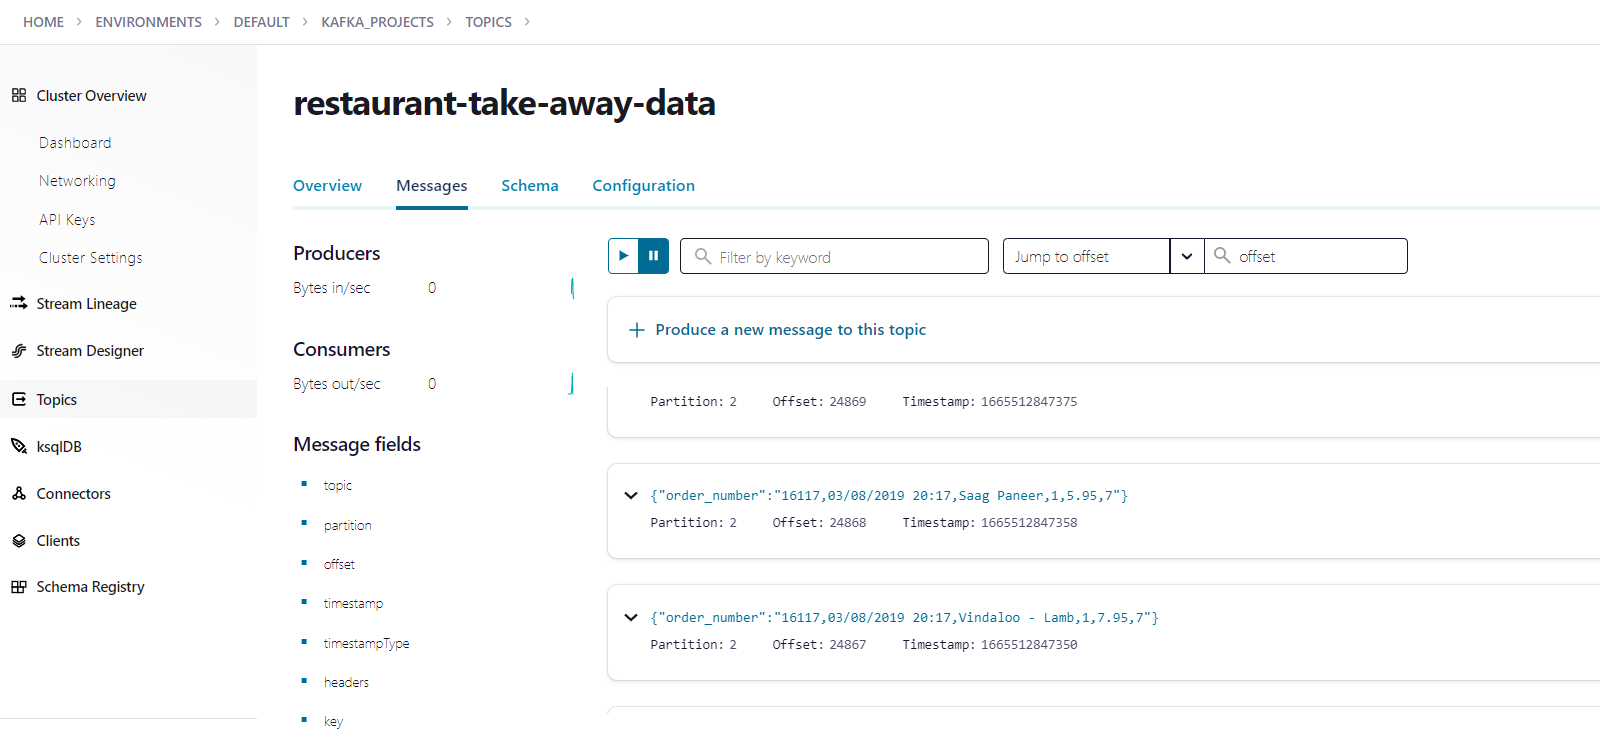 HOME > ENVIRONMENTS > DEFAULT > KAFKA_PROJECTS > TOPICS >
Cluster Overview
Dashboard
Networking
API Keys
Cluster Settings
Stream Lineage
Stream Designer
Topics
ksqlDB
Connectors
Clients
Schema Registry
restaurant-take-away-data
Overview Messages Schema Configuration
Producers
Bytes in/sec 0
Consumers
Bytes out/sec 0
Message fields
topic
partition
offset
timestamp
timestampType
headers
key
Filter by keyword Jump to offset offset
+ Produce a new message to this topic
Partition: 2 Offset: 24869 Timestamp: 1665512847375
{"order_number":"16117,03/08/2019 20:17,Saag Paneer,1,5.95,7"}
Partition: 2 Offset: 24868 Timestamp: 1665512847358
{"order_number":"16117,03/08/2019 20:17,Vindaloo - Lamb,1,7.95,7"}
Partition: 2 Offset: 24867 Timestamp: 1665512847350